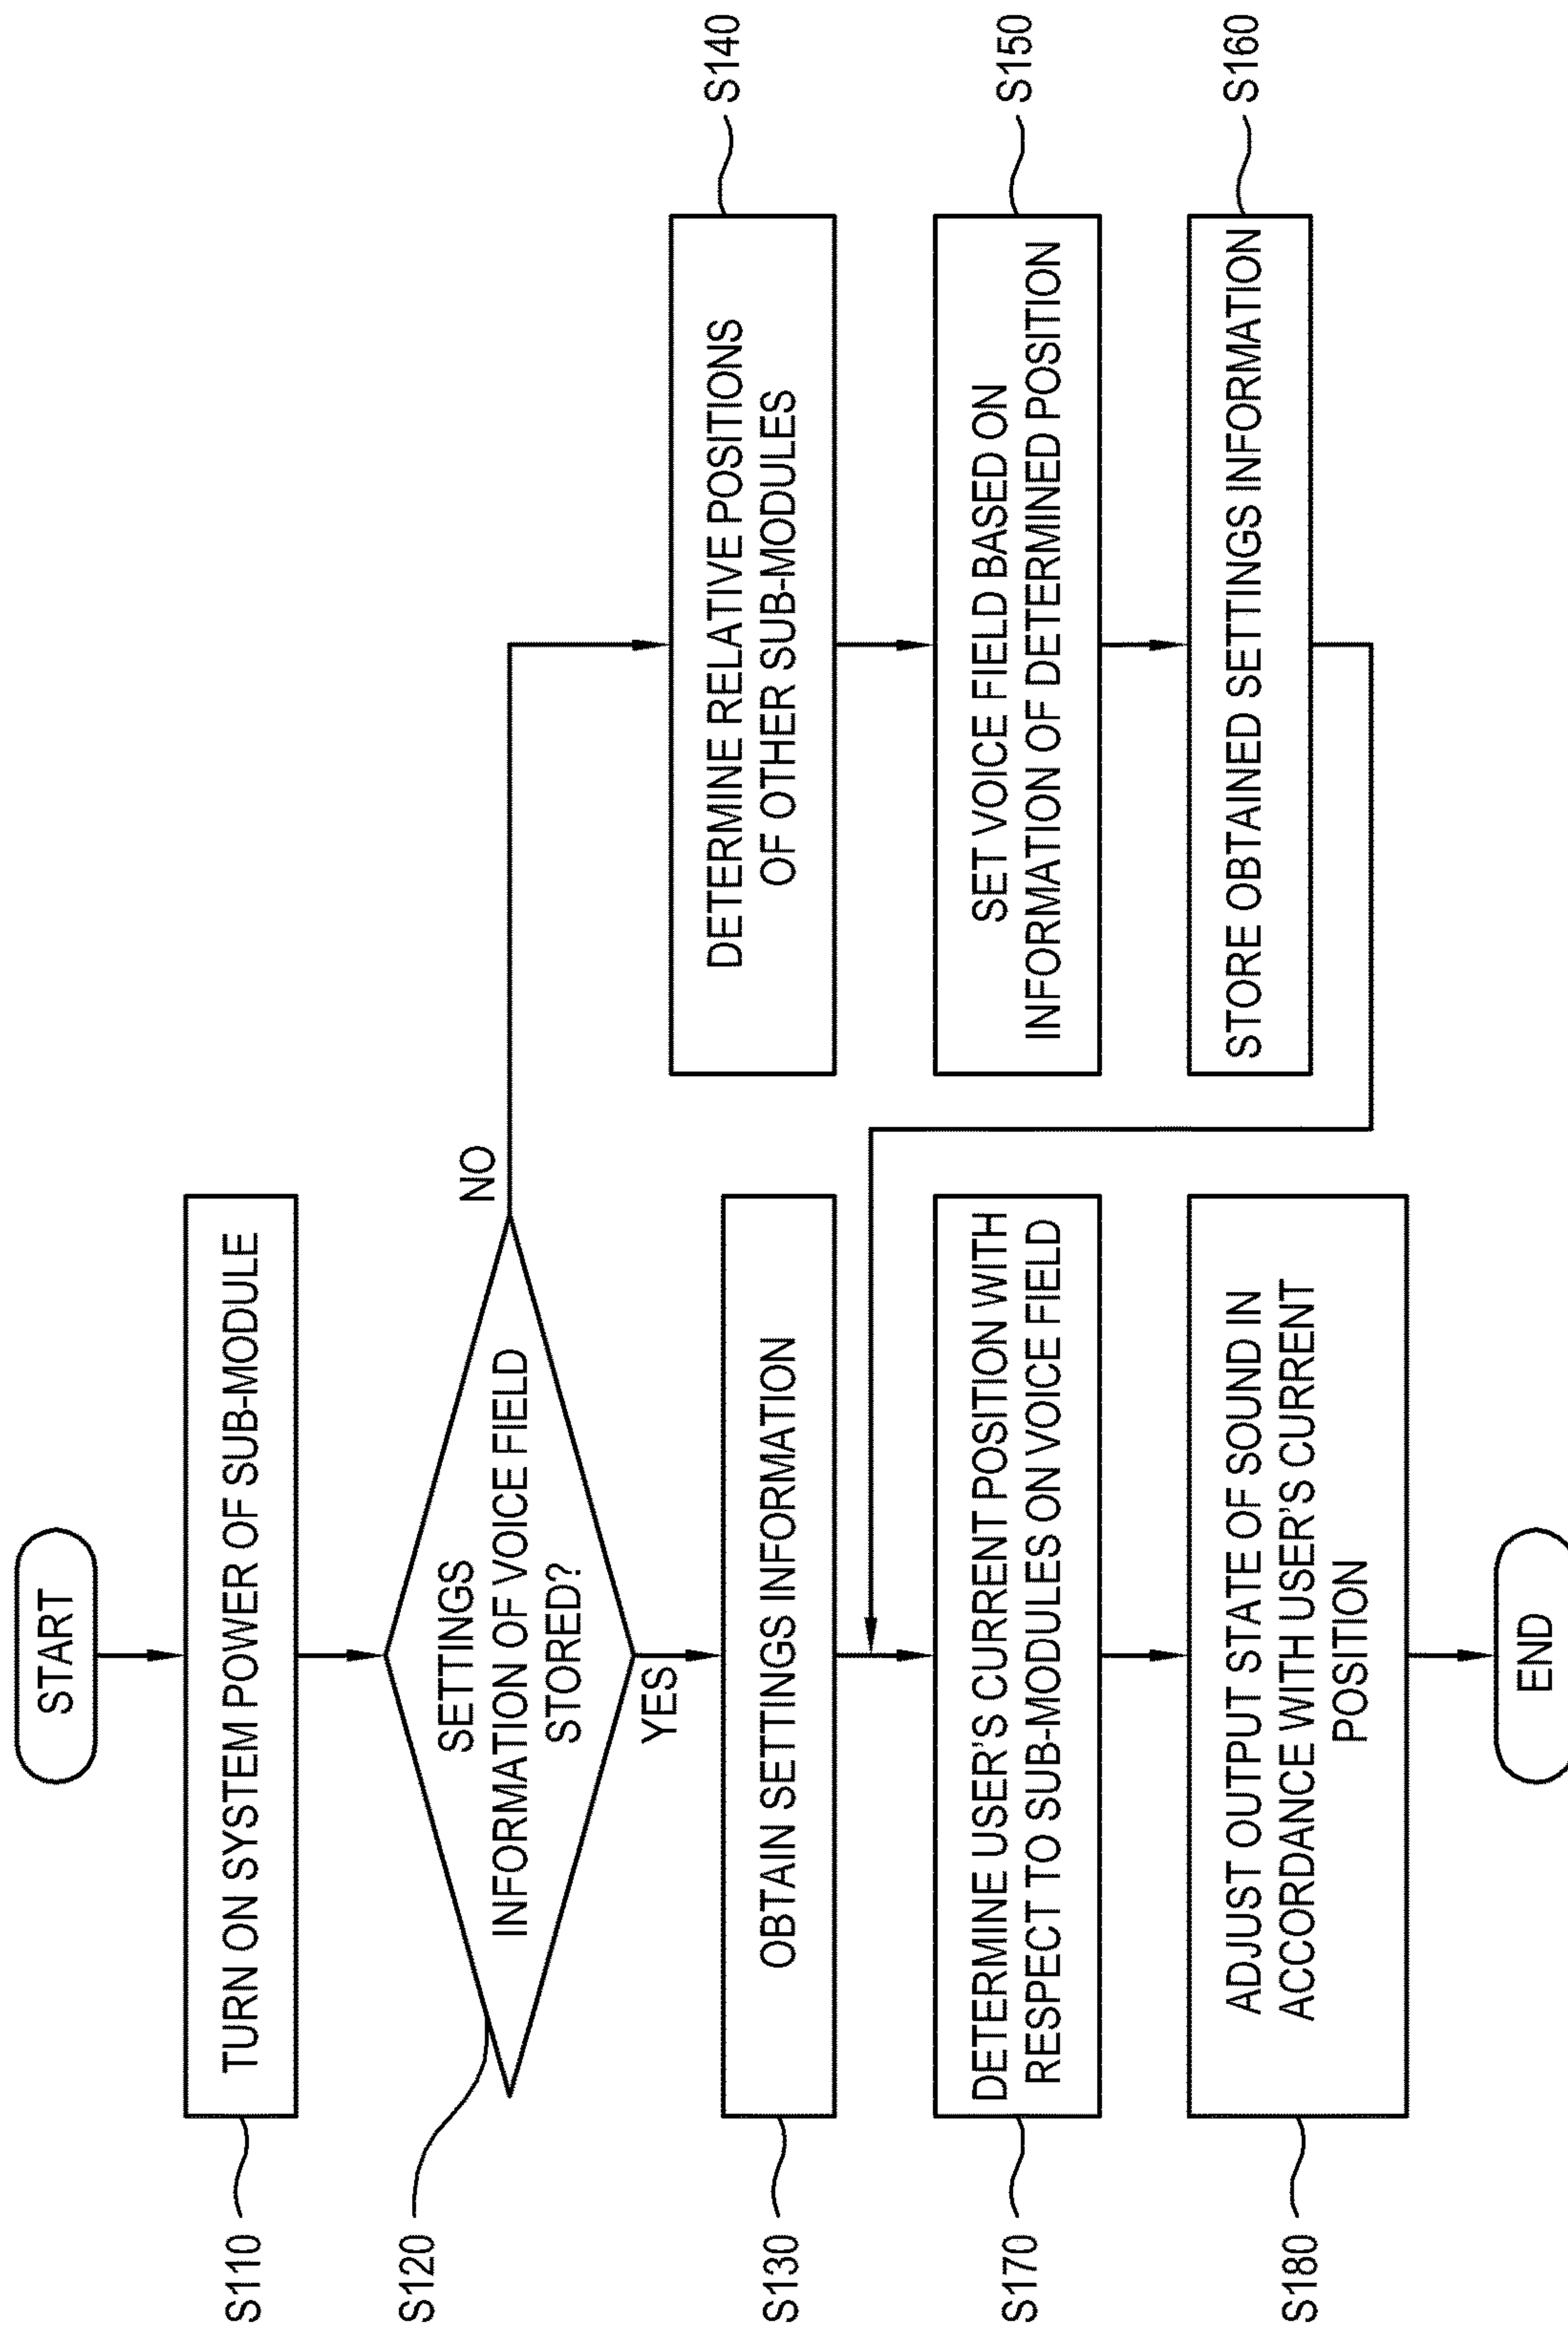 START
S110
TURN ON SYSTEM POWER OF SUB-MODULE
S120
SETTINGS
INFORMATION OF VOICE FIELD
STORED?
NO
YES
S130
OBTAIN SETTINGS INFORMATION
DETERMINE RELATIVE POSITIONS
OF OTHER SUB-MODULES
S140
SET VOICE FIELD BASED ON
INFORMATION OF DETERMINED POSITION
S150
STORE OBTAINED SETTINGS INFORMATION
S160
S170
DETERMINE USER'S CURRENT POSITION WITH
RESPECT TO SUB-MODULES ON VOICE FIELD
S180
ADJUST OUTPUT STATE OF SOUND IN
ACCORDANCE WITH USER'S CURRENT
POSITION
END